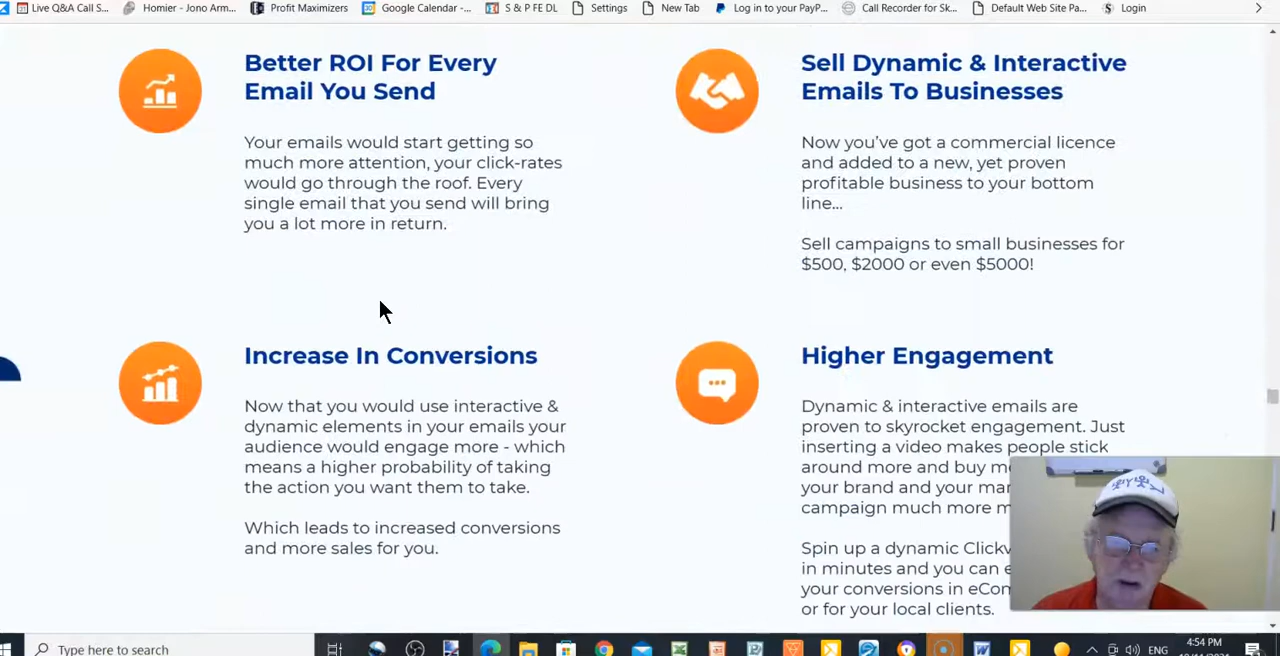 Live Q&A Call S...
Homier - Jono Arm...
Profit Maximizers
Google Calendar -...
S & P FE DL
Settings
New Tab
Log in to your PayP...
Call Recorder for Sk...
Default Web Site Pa...
Login
Better ROI For Every
Email You Send
Your emails would start getting so
much more attention, your click-rates
would go through the roof. Every
single email that you send will bring
you a lot more in return.
Sell Dynamic & Interactive
Emails To Businesses
Now you've got a commercial licence
and added to a new, yet proven
profitable business to your bottom
line...
Sell campaigns to small businesses for
$500, $2000 or even $5000!
Increase In Conversions
Now that you would use interactive &
dynamic elements in your emails your
audience would engage more - which
means a higher probability of taking
the action you want them to take.
Which leads to increased conversions
and more sales for you.
Higher Engagement
Dynamic & interactive emails are
proven to skyrocket engagement. Just
inserting a video makes people stick
around more and buy
your brand and your
campaign much more
Spin up a dynamic
in minutes and you can
your conversions in
or for your local clients.
Type here to search
ENG
4:54 PM